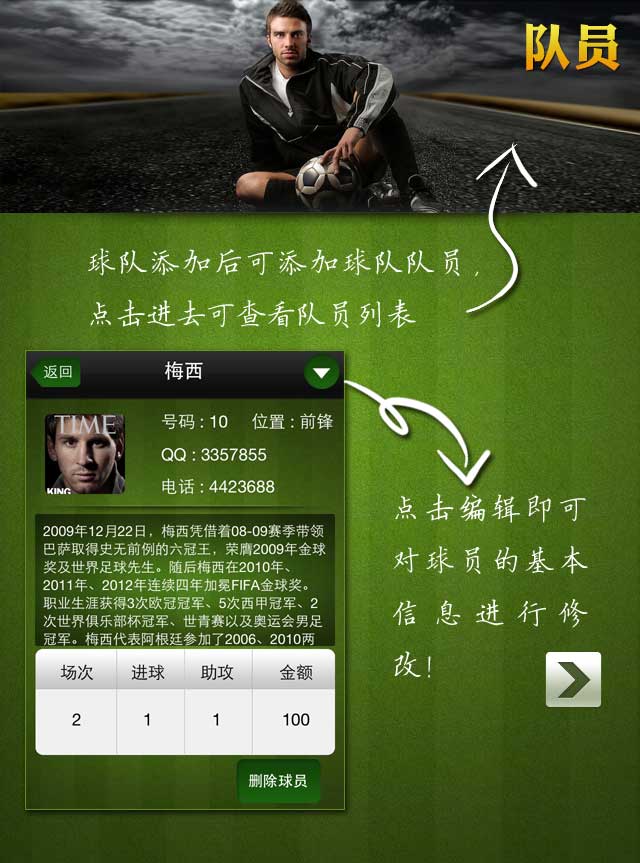 队员
球队添加后可添加球队队员，
点击进去可查看队员列表
返回
梅西
TIME
KING
号码 : 10 位置 : 前锋
QQ : 3357855
电话 : 4423688
2009年12月22日，梅西凭借着08-09赛季带领
巴萨取得史无前例的六冠王，荣膺2009年金球
奖及世界足球先生。随后梅西在2010年、
2011年、2012年连续四年加冕FIFA金球奖。
职业生涯获得3次欧冠冠军、5次西甲冠军、2
次世界俱乐部杯冠军、世青赛以及奥运会男足
冠军。梅西代表阿根廷参加了2006、2010两
场次 进球 助攻 金额
2 1 1 100
删除球员
点击编辑即可
对球员的基本
信息进行修
改！